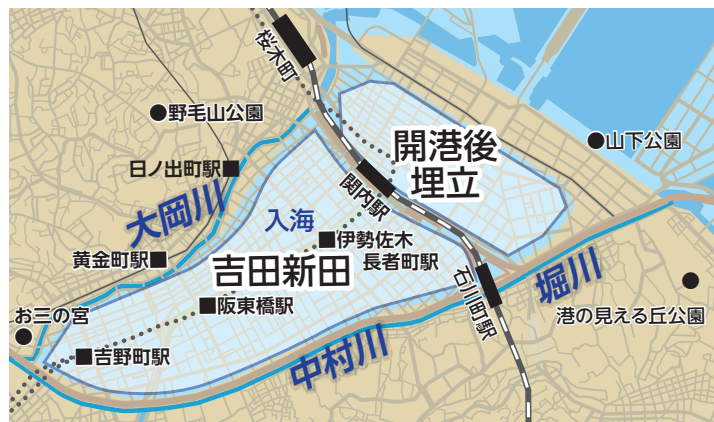 桜木町
●野毛山公園
開港後
埋立
●山下公園
日ノ出町駅■
関内駅
大岡川
入海
■伊勢佐木
長者町駅
黄金町駅■
吉田新田
石川町駅
堀川
お三の宮
■阪東橋駅
港の見える丘公園
■吉野町駅
中村川